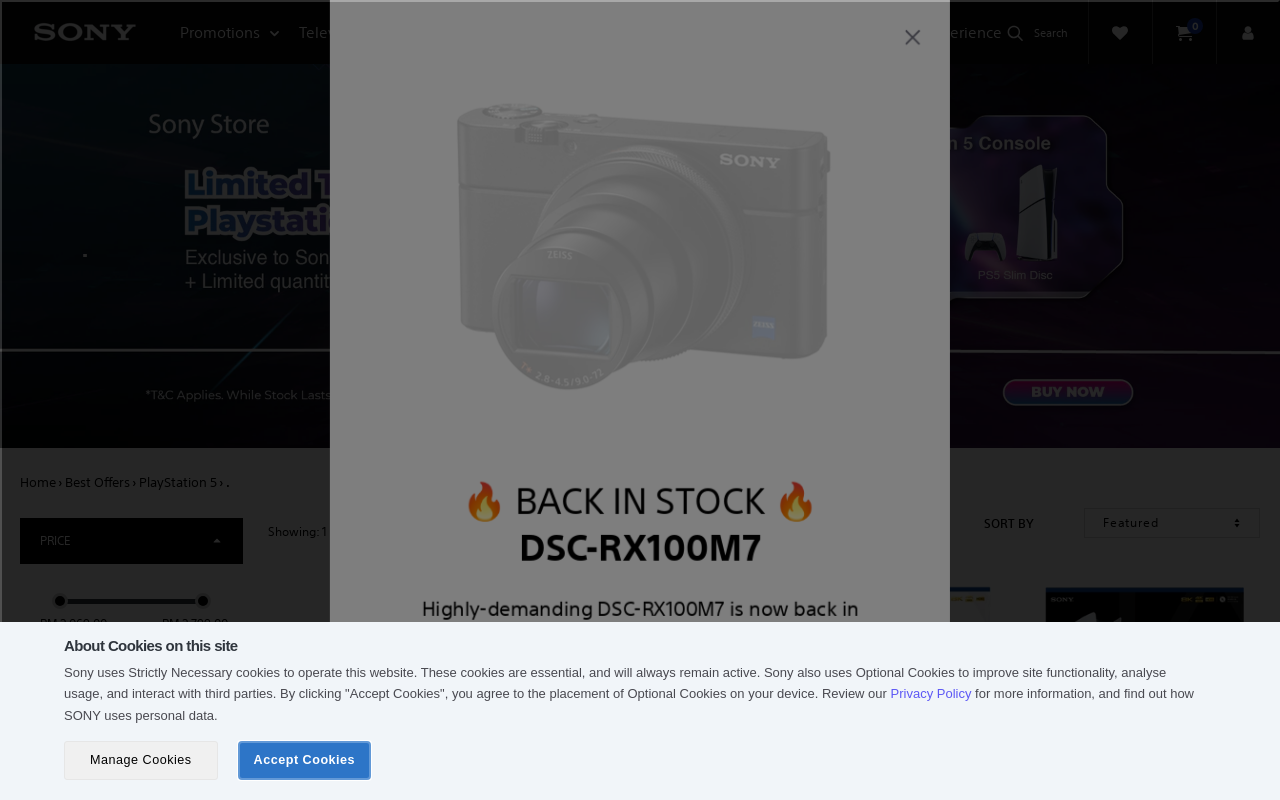 SONY
Promotions
erience
Search
0
Sony Store
Limited T
Playstatio
Exclusive to Son
+ Limited quantit
*T&C Applies. While Stock Lasts
n 5 Console
PS5 Slim Disc
BUY NOW
SONY
ZEISS
ZEISS
🔥 BACK IN STOCK 🔥
DSC-RX100M7
Highly-demanding DSC-RX100M7 is now back in
Home › Best Offers › PlayStation 5 › .
PRICE
Showing: 1
SORT BY
Featured
SONY
About Cookies on this site
Sony uses Strictly Necessary cookies to operate this website. These cookies are essential, and will always remain active. Sony also uses Optional Cookies to improve site functionality, analyse
usage, and interact with third parties. By clicking "Accept Cookies", you agree to the placement of Optional Cookies on your device. Review our Privacy Policy for more information, and find out how
SONY uses personal data.
Manage Cookies
Accept Cookies